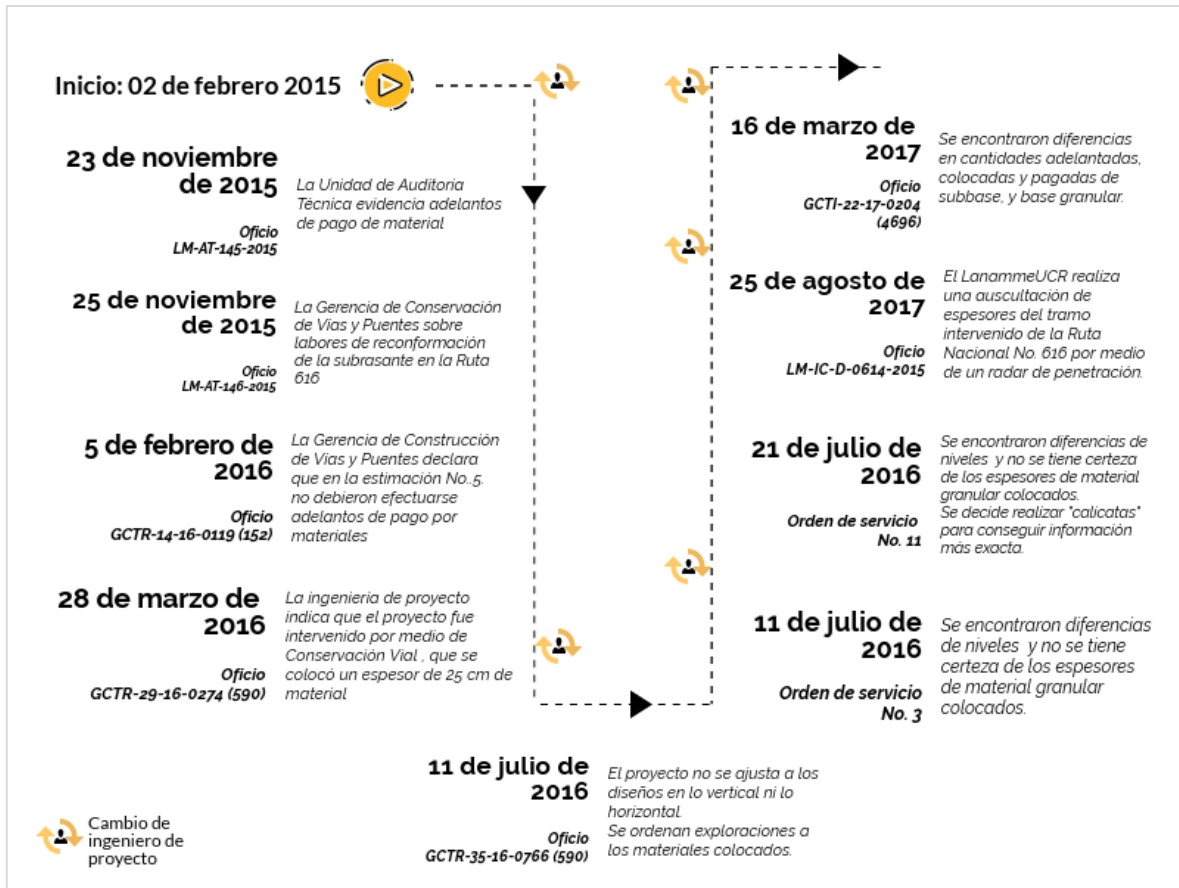 Inicio: 02 de febrero 2015
23 de noviembre
de 2015
Oficio
LM-AT-145-2015
La Unidad de Auditoria
Técnica evidencia adelantos
de pago de material
25 de noviembre
de 2015
Oficio
LM-AT-146-2015
La Gerencia de Conservación
de Vías y Puentes sobre
labores de reconformación
de la subrasante en la Ruta
616
5 de febrero de
2016
Oficio
GCTR-14-16-0119 (152)
La Gerencia de Construcción
de Vías y Puentes declara
que en la estimación No..5.
no debieron efectuarse
adelantos de pago por
materiales
28 de marzo de
2016
Oficio
GCTR-29-16-0274 (590)
La ingeniería de proyecto
indica que el proyecto fue
intervenido por medio de
Conservación Vial , que se
colocó un espesor de 25 cm de
material
11 de julio de
2016
Oficio
GCTR-35-16-0766 (590)
El proyecto no se ajusta a los
diseños en lo vertical ni lo
horizontal.
Se ordenan exploraciones a
los materiales colocados.
11 de julio de
2016
Orden de servicio
No. 3
Se encontraron diferencias
de niveles y no se tiene
certeza de los espesores
de material granular
colocados.
21 de julio de
2016
Orden de servicio
No. 11
Se encontraron diferencias de
niveles y no se tiene certeza
de los espesores de material
granular colocados.
Se decide realizar "calicatas"
para conseguir información
más exacta.
25 de agosto de
2017
Oficio
LM-IC-D-0614-2015
El LanammeUCR realiza
una auscultación de
espesores del tramo
intervenido de la Ruta
Nacional No. 616 por medio
de un radar de penetración.
16 de marzo de
2017
Oficio
GCTI-22-17-0204
(4696)
Se encontraron diferencias
en cantidades adelantadas,
colocadas y pagadas de
subbase, y base granular.
Cambio de
ingeniero de
proyecto